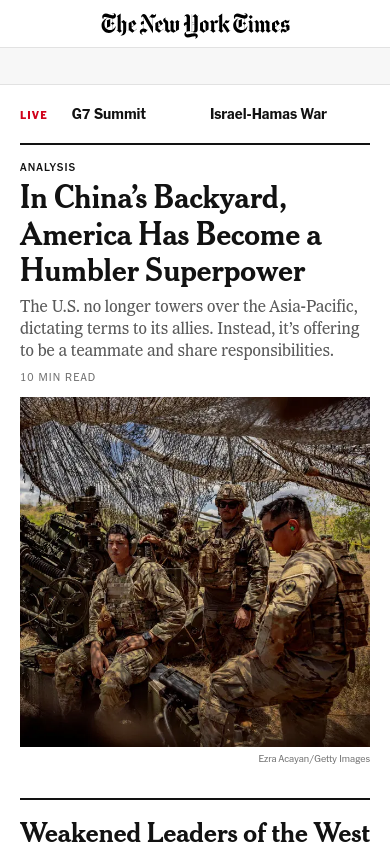 The New York Times
LIVE G7 Summit Israel-Hamas War
ANALYSIS
In China’s Backyard,
America Has Become a
Humbler Superpower
The U.S. no longer towers over the Asia-Pacific,
dictating terms to its allies. Instead, it’s offering
to be a teammate and share responsibilities.
10 MIN READ
Ezra Acayan/Getty Images
Weakened Leaders of the West